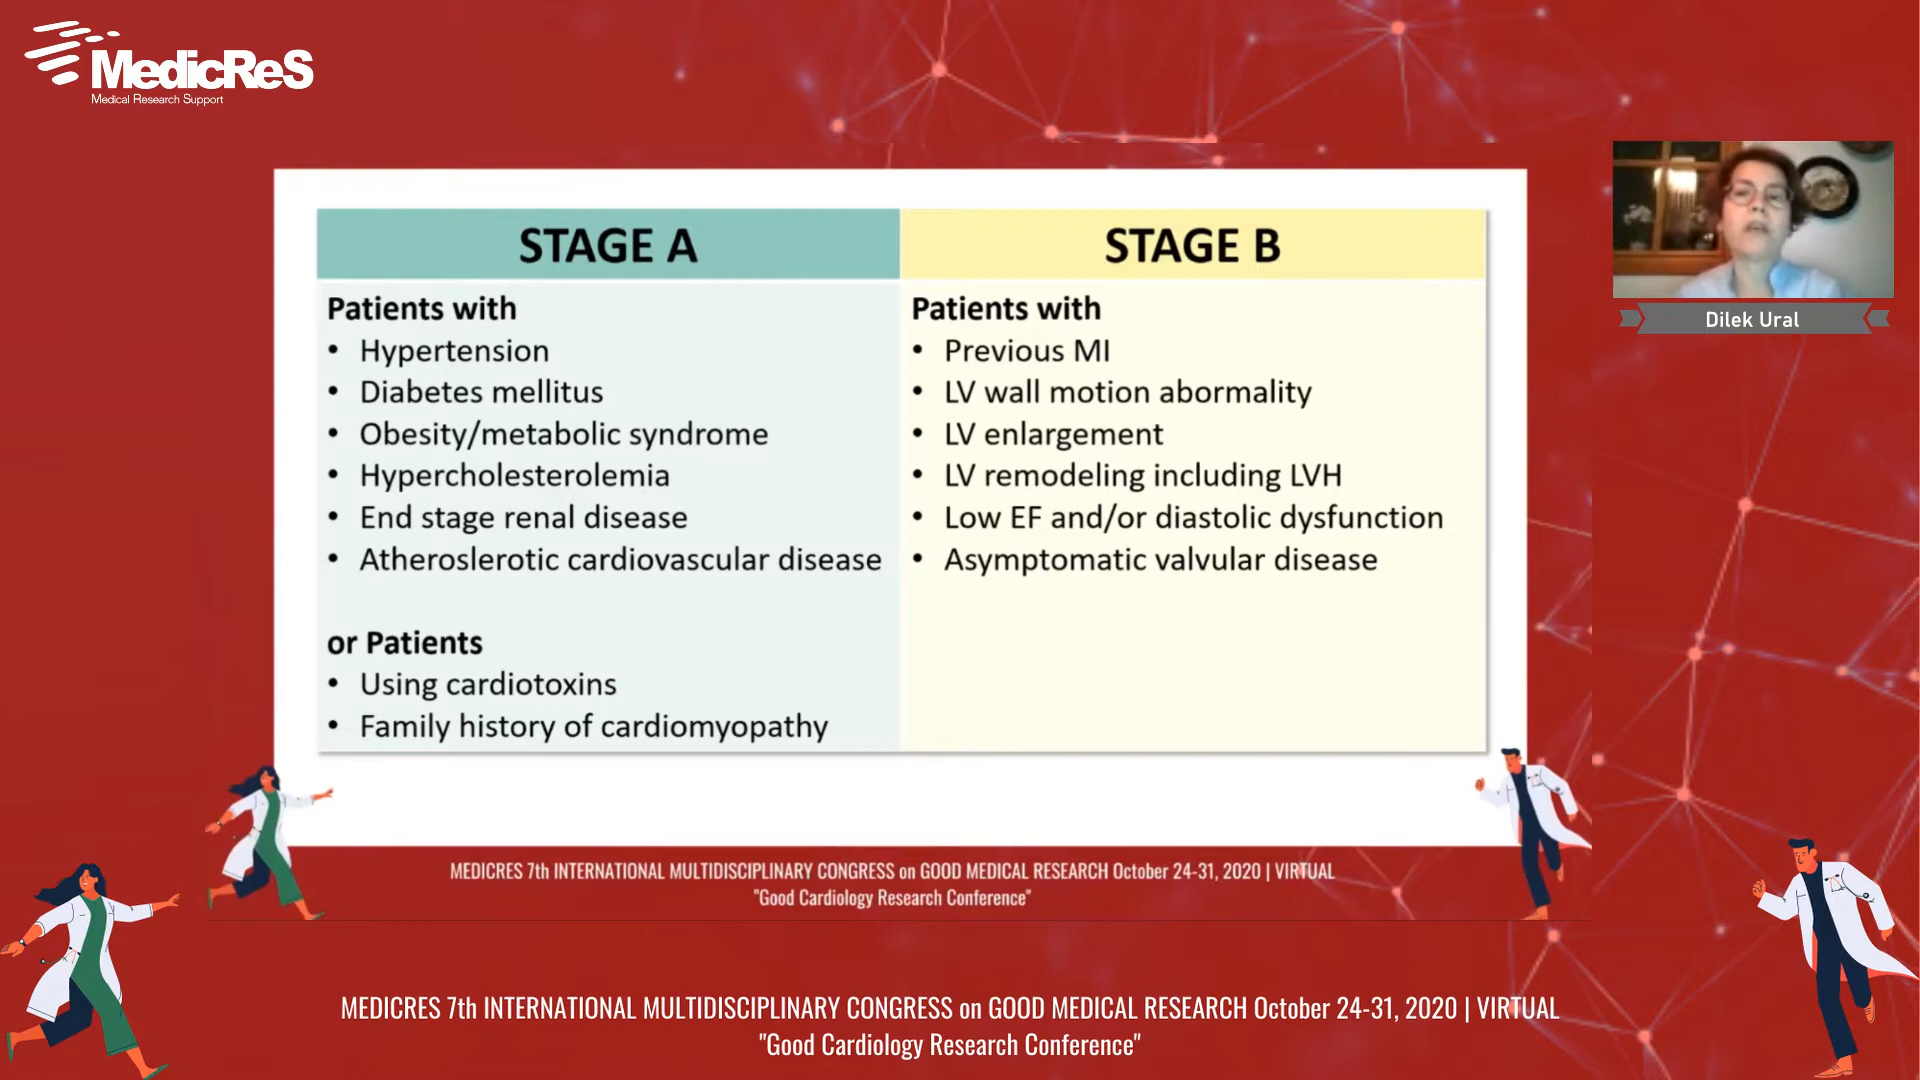 MedicReS
Medical Research Support
STAGE A
Patients with
• Hypertension
• Diabetes mellitus
• Obesity/metabolic syndrome
• Hypercholesterolemia
• End stage renal disease
• Atheroslerotic cardiovascular disease
or Patients
• Using cardiotoxins
• Family history of cardiomyopathy
STAGE B
Patients with
• Previous MI
• LV wall motion abormality
• LV enlargement
• LV remodeling including LVH
• Low EF and/or diastolic dysfunction
• Asymptomatic valvular disease
Dilek Ural
MEDICRES 7th INTERNATIONAL MULTIDISCIPLINARY CONGRESS on GOOD MEDICAL RESEARCH October 24-31, 2020 | VIRTUAL
"Good Cardiology Research Conference"
MEDICRES 7th INTERNATIONAL MULTIDISCIPLINARY CONGRESS on GOOD MEDICAL RESEARCH October 24-31, 2020 | VIRTUAL
"Good Cardiology Research Conference"